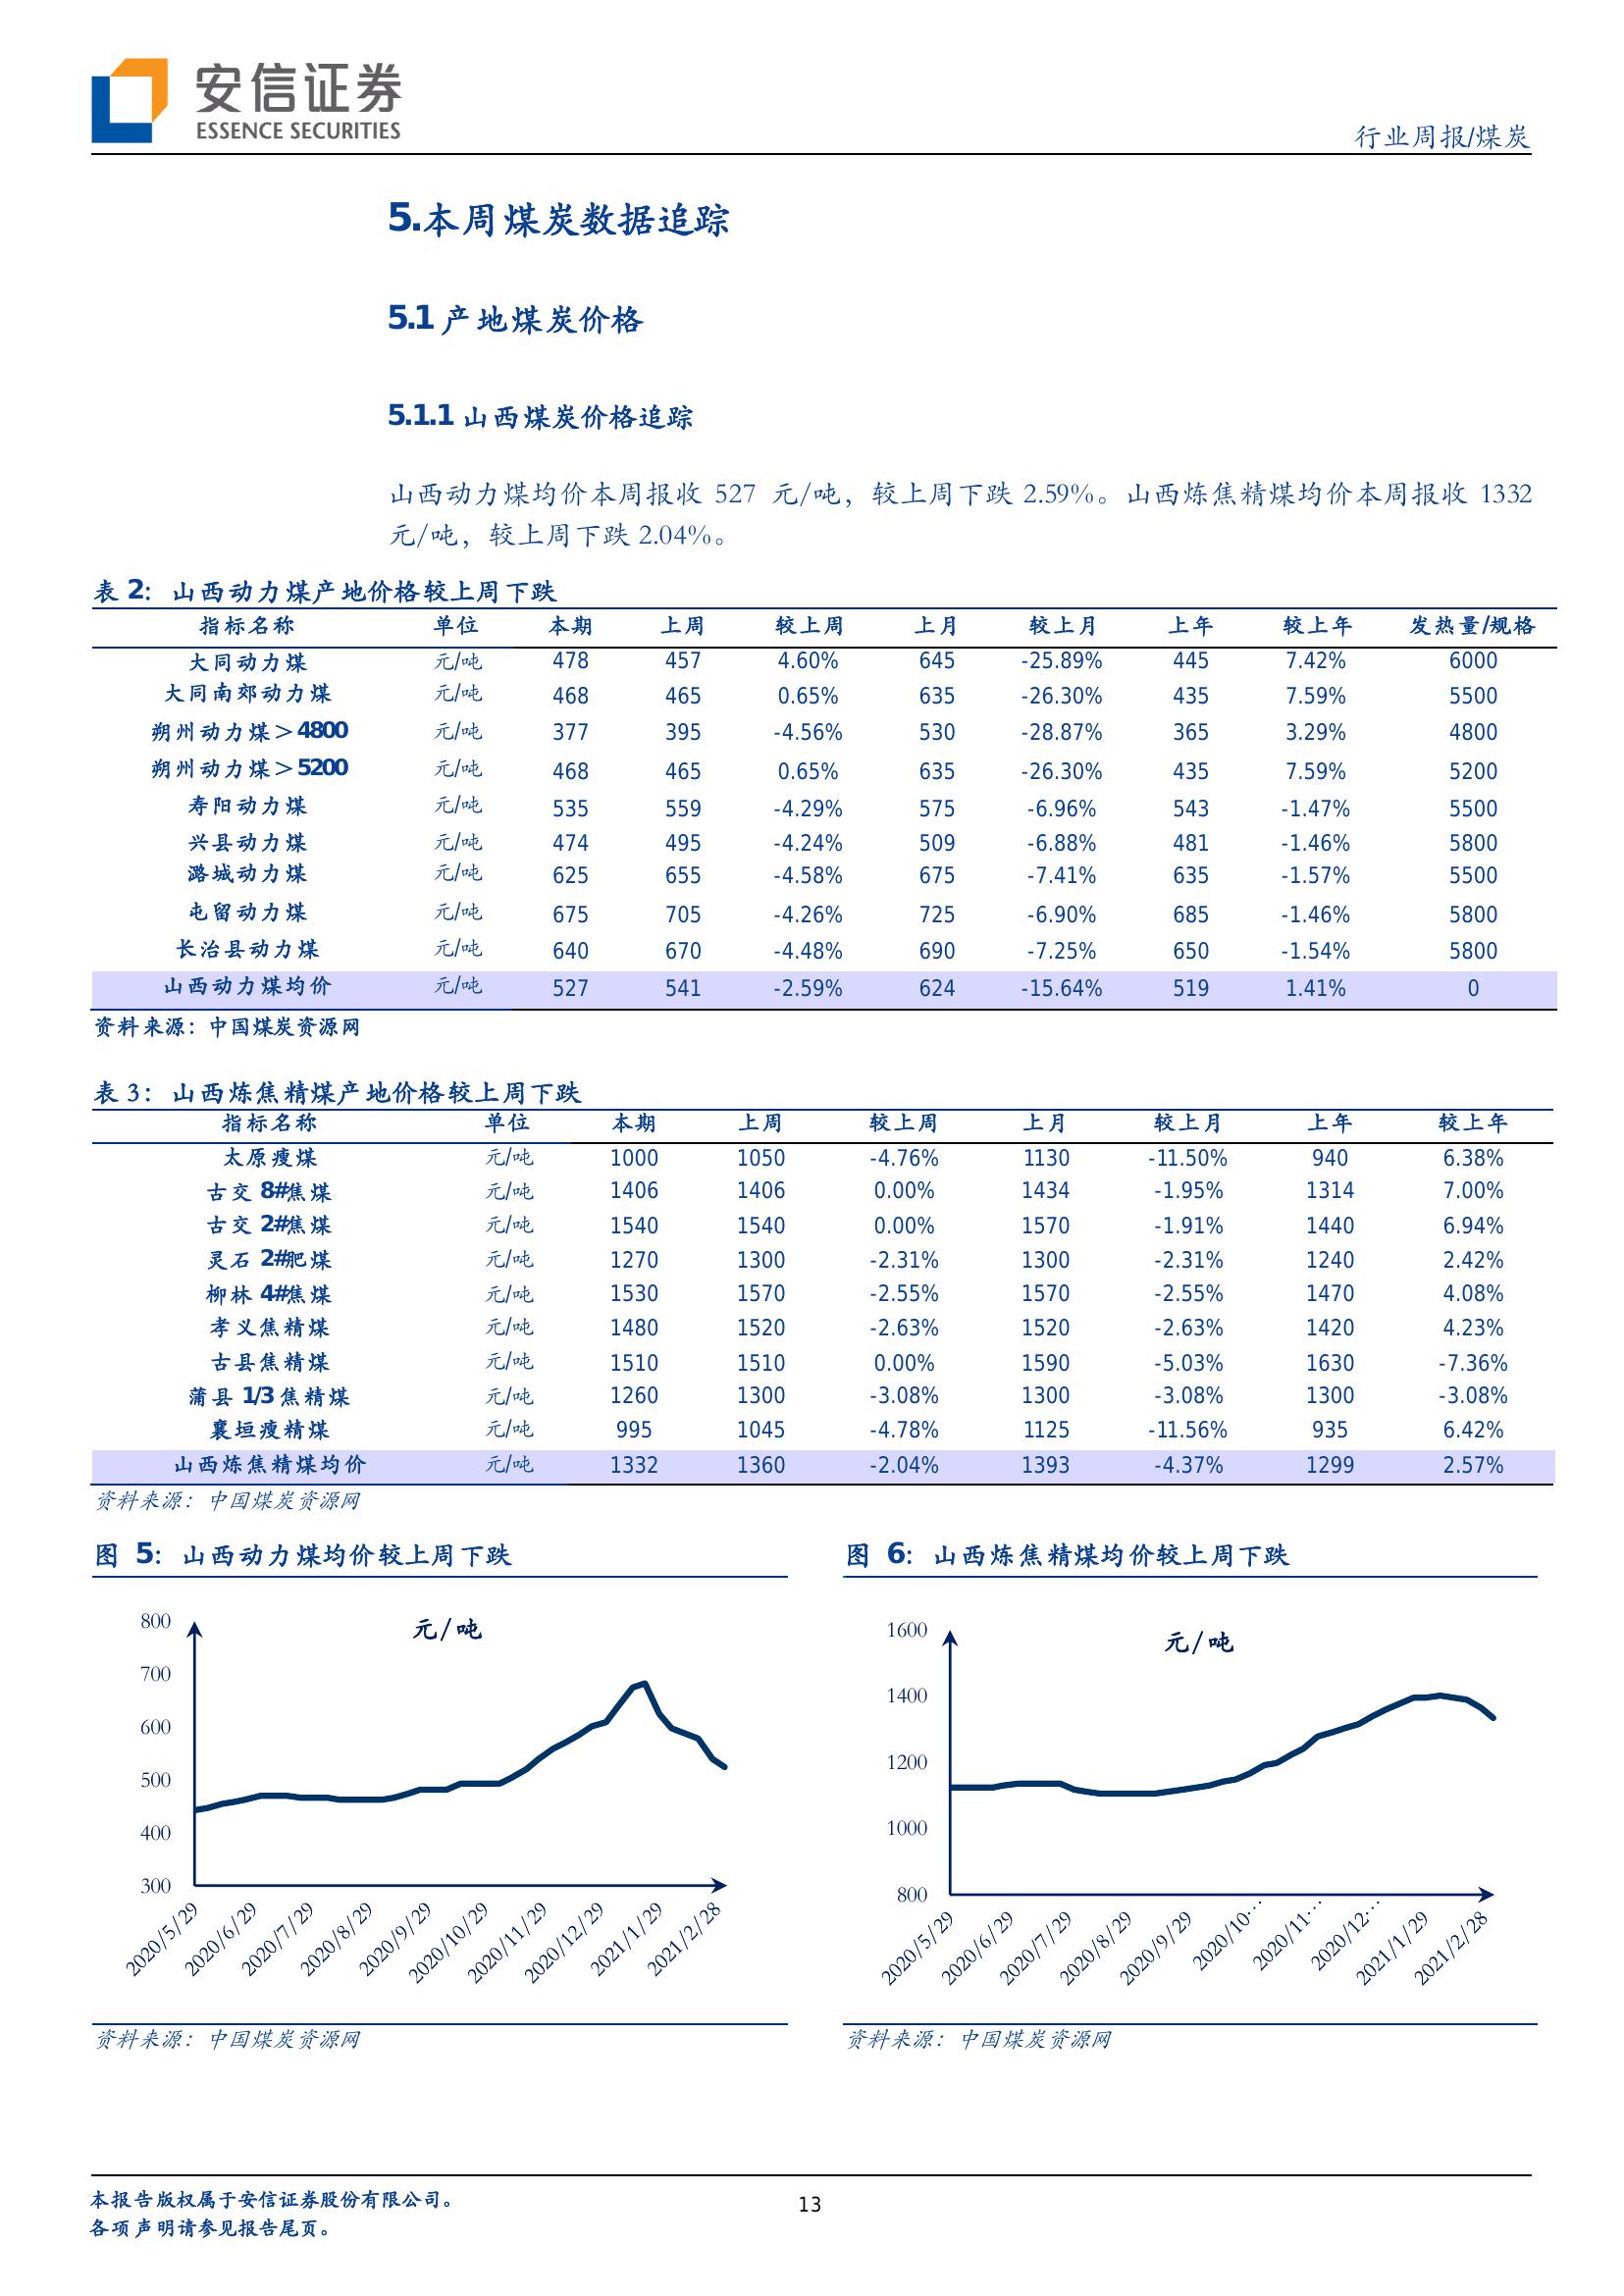 安信证券
ESSENCE SECURITIES
行业周报/煤炭
5.本周煤炭数据追踪
5.1 产地煤炭价格
5.1.1 山西煤炭价格追踪
山西动力煤均价本周报收 527 元/吨，较上周下跌 2.59%。山西炼焦精煤均价本周报收 1332
元/吨，较上周下跌 2.04%。
表 2：山西动力煤产地价格较上周下跌
指标名称 单位 本期 上周 较上周 上月 较上月 上年 较上年 发热量/规格
大同动力煤 元/吨 478 457 4.60% 645 -25.89% 445 7.42% 6000
大同南郊动力煤 元/吨 468 465 0.65% 635 -26.30% 435 7.59% 5500
朔州动力煤＞4800 元/吨 377 395 -4.56% 530 -28.87% 365 3.29% 4800
朔州动力煤＞5200 元/吨 468 465 0.65% 635 -26.30% 435 7.59% 5200
寿阳动力煤 元/吨 535 559 -4.29% 575 -6.96% 543 -1.47% 5500
兴县动力煤 元/吨 474 495 -4.24% 509 -6.88% 481 -1.46% 5800
潞城动力煤 元/吨 625 655 -4.58% 675 -7.41% 635 -1.57% 5500
屯留动力煤 元/吨 675 705 -4.26% 725 -6.90% 685 -1.46% 5800
长治县动力煤 元/吨 640 670 -4.48% 690 -7.25% 650 -1.54% 5800
山西动力煤均价 元/吨 527 541 -2.59% 624 -15.64% 519 1.41% 0
资料来源：中国煤炭资源网
表 3：山西炼焦精煤产地价格较上周下跌
指标名称 单位 本期 上周 较上周 上月 较上月 上年 较上年
太原瘦煤 元/吨 1000 1050 -4.76% 1130 -11.50% 940 6.38%
古交 8#焦煤 元/吨 1406 1406 0.00% 1434 -1.95% 1314 7.00%
古交 2#焦煤 元/吨 1540 1540 0.00% 1570 -1.91% 1440 6.94%
灵石 2#肥煤 元/吨 1270 1300 -2.31% 1300 -2.31% 1240 2.42%
柳林 4#焦煤 元/吨 1530 1570 -2.55% 1570 -2.55% 1470 4.08%
孝义焦精煤 元/吨 1480 1520 -2.63% 1520 -2.63% 1420 4.23%
古县焦精煤 元/吨 1510 1510 0.00% 1590 -5.03% 1630 -7.36%
蒲县 1/3 焦精煤 元/吨 1260 1300 -3.08% 1300 -3.08% 1300 -3.08%
襄垣瘦精煤 元/吨 995 1045 -4.78% 1125 -11.56% 935 6.42%
山西炼焦精煤均价 元/吨 1332 1360 -2.04% 1393 -4.37% 1299 2.57%
资料来源：中国煤炭资源网
图 5：山西动力煤均价较上周下跌
元/吨
800
700
600
500
400
300
2020/5/29 2020/6/29 2020/7/29 2020/8/29 2020/9/29 2020/10/29 2020/11/29 2020/12/29 2021/1/29 2021/2/28
资料来源：中国煤炭资源网
图 6：山西炼焦精煤均价较上周下跌
元/吨
1600
1400
1200
1000
800
2020/5/29 2020/6/29 2020/7/29 2020/8/29 2020/9/29 2020/10… 2020/11… 2020/12… 2021/1/29 2021/2/28
资料来源：中国煤炭资源网
本报告版权属于安信证券股份有限公司。
各项声明请参见报告尾页。
13